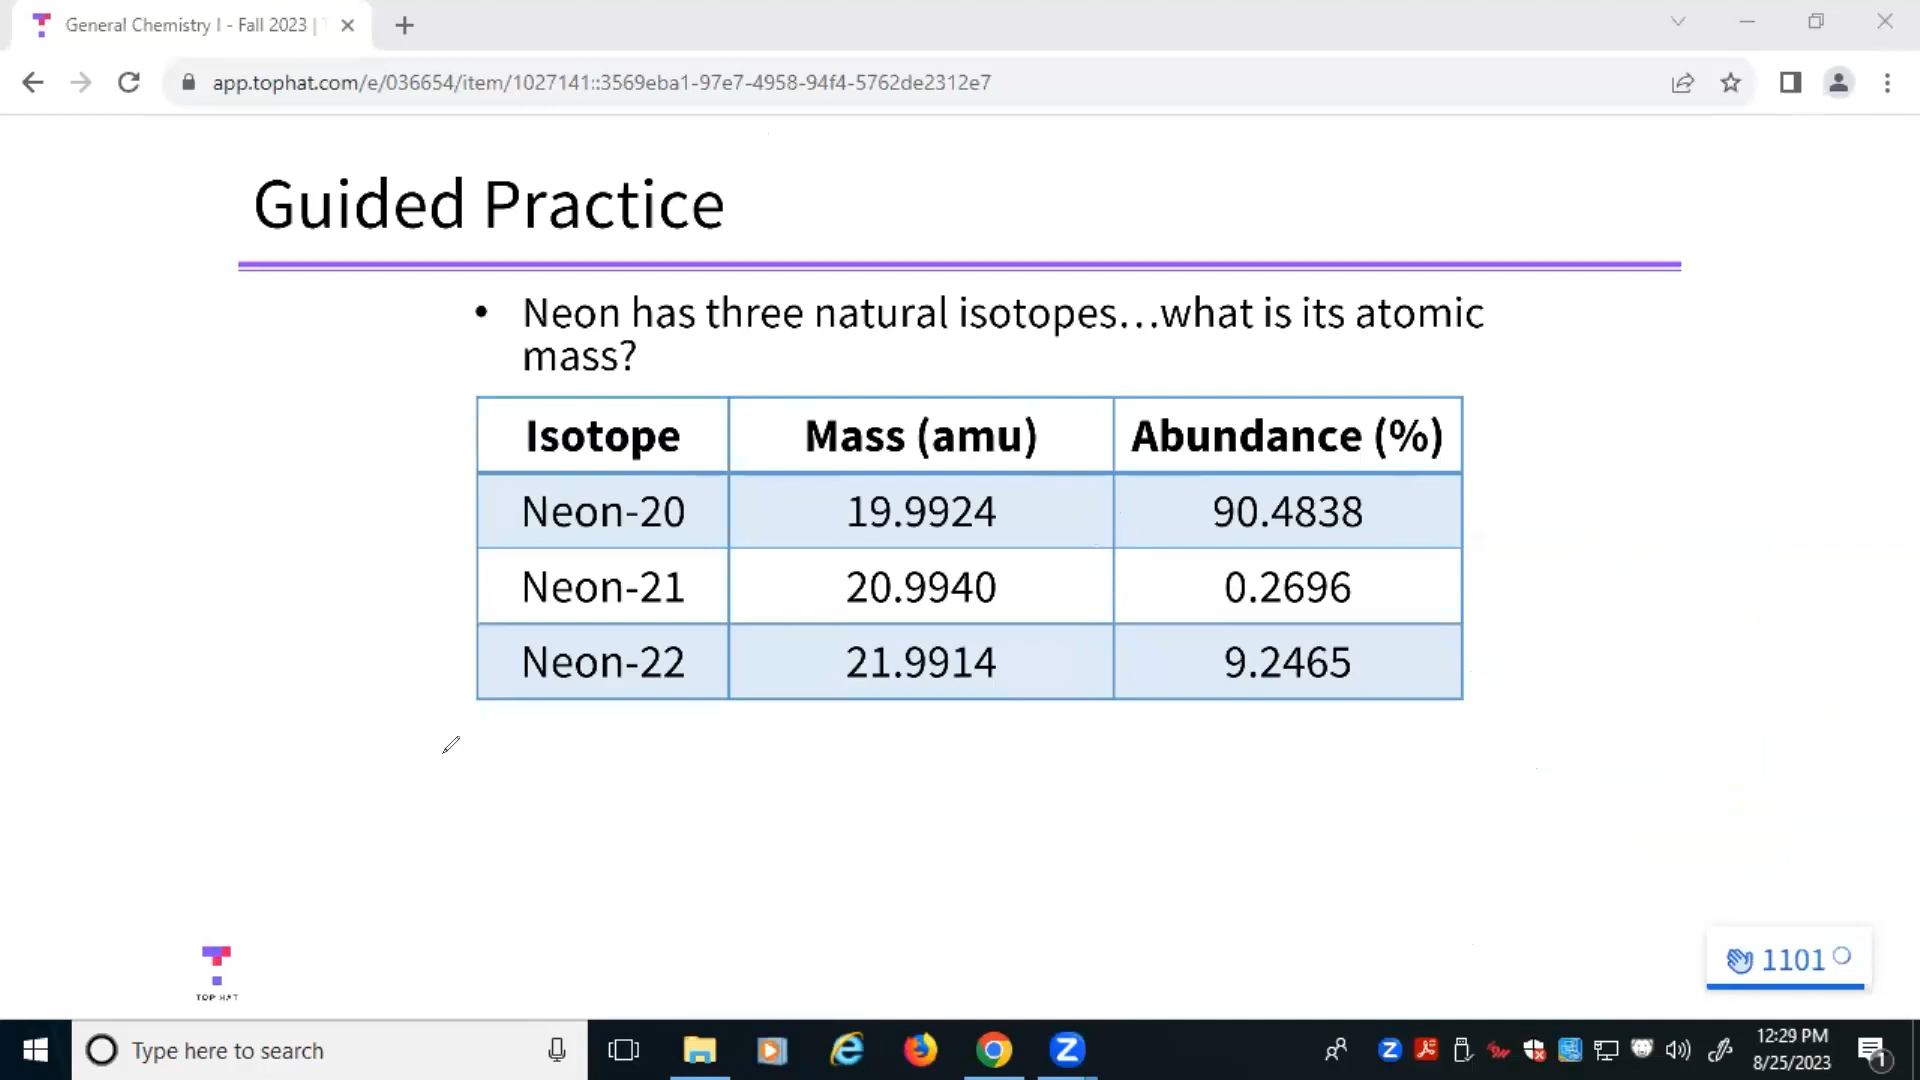 General Chemistry I - Fall 2023 |
app.tophat.com/e/036654/item/1027141::3569eba1-97e7-4958-94f4-5762de2312e7
Guided Practice
• Neon has three natural isotopes...what is its atomic
mass?
Isotope Mass (amu) Abundance (%)
Neon-20 19.9924 90.4838
Neon-21 20.9940 0.2696
Neon-22 21.9914 9.2465
TOP HAT
1101
Type here to search
12:29 PM
8/25/2023
1